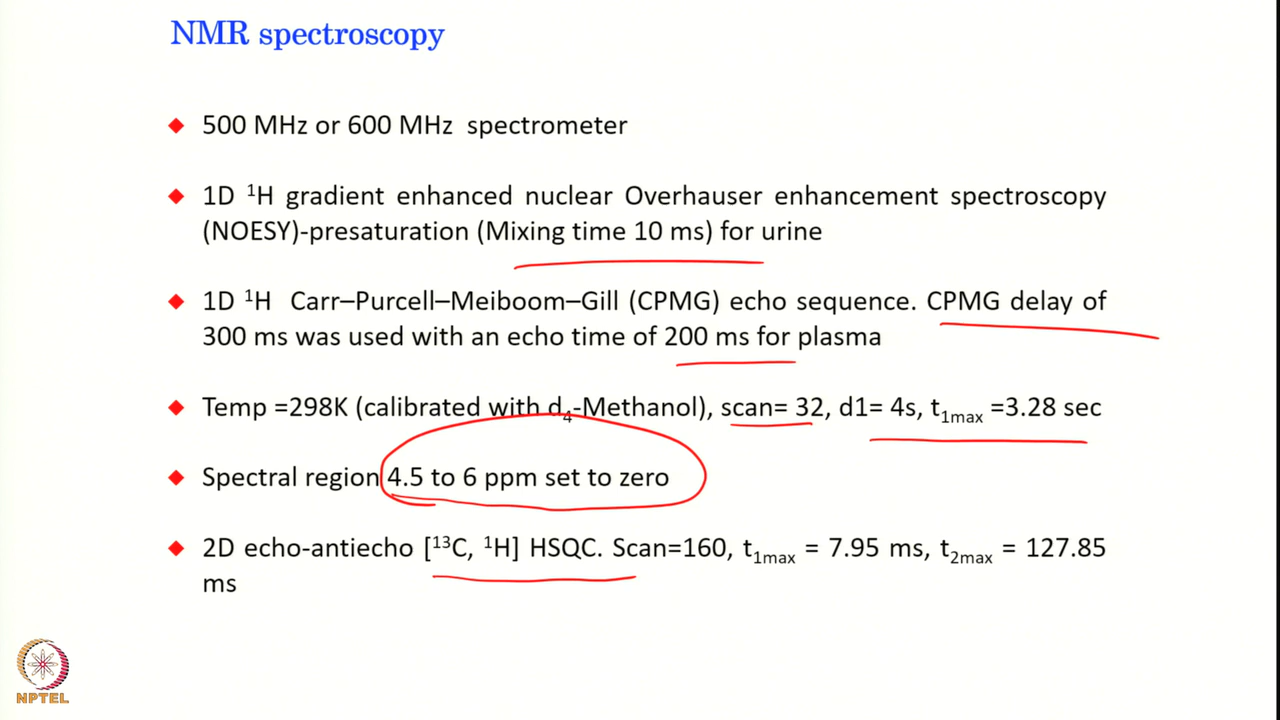 NMR spectroscopy
500 MHz or 600 MHz spectrometer
1D ¹H gradient enhanced nuclear Overhauser enhancement spectroscopy
(NOESY)-presaturation (Mixing time 10 ms) for urine
1D ¹H Carr–Purcell–Meiboom–Gill (CPMG) echo sequence. CPMG delay of
300 ms was used with an echo time of 200 ms for plasma
Temp =298K (calibrated with d₄-Methanol), scan= 32, d1= 4s, t₁ₘₐₓ =3.28 sec
Spectral region 4.5 to 6 ppm set to zero
2D echo-antiecho [¹³C, ¹H] HSQC. Scan=160, t₁ₘₐₓ = 7.95 ms, t₂ₘₐₓ = 127.85
ms
NPTEL